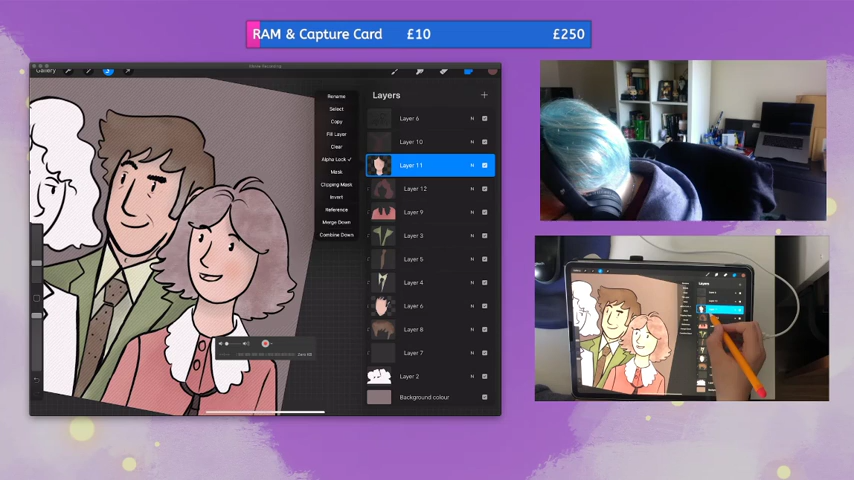 RAM & Capture Card £10 £250
Gallery
Layers
Rename
Select
Copy
Fill Layer
Clear
Alpha Lock ✓
Mask
Clipping Mask
Invert
Reference
Merge Down
Combine Down
Layer 6 N
Layer 10 N
Layer 11 N
Layer 12 N
Layer 9 N
Layer 3 N
Layer 5 N
Layer 4 N
Layer 6 N
Layer 8 N
Layer 7 N
Layer 2 N
Background colour
Layers